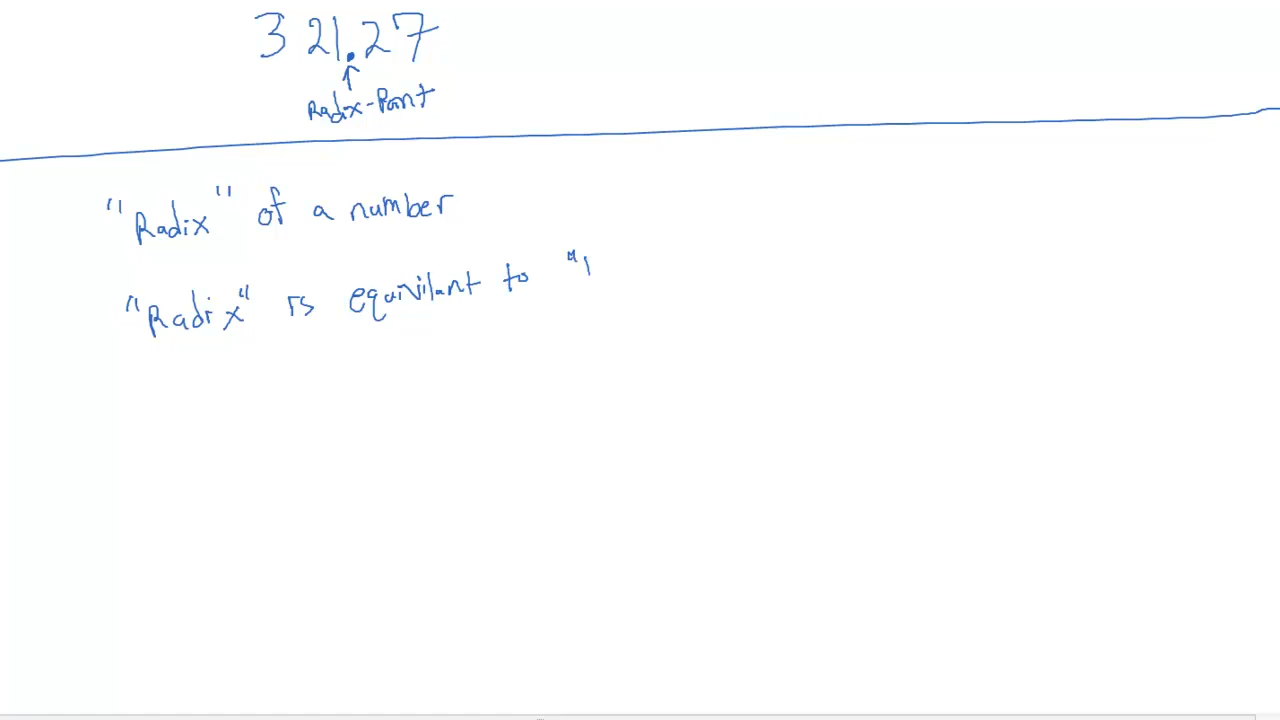 321.27
Radix-Point
"Radix" of a number
"Radix" is equivilant to "